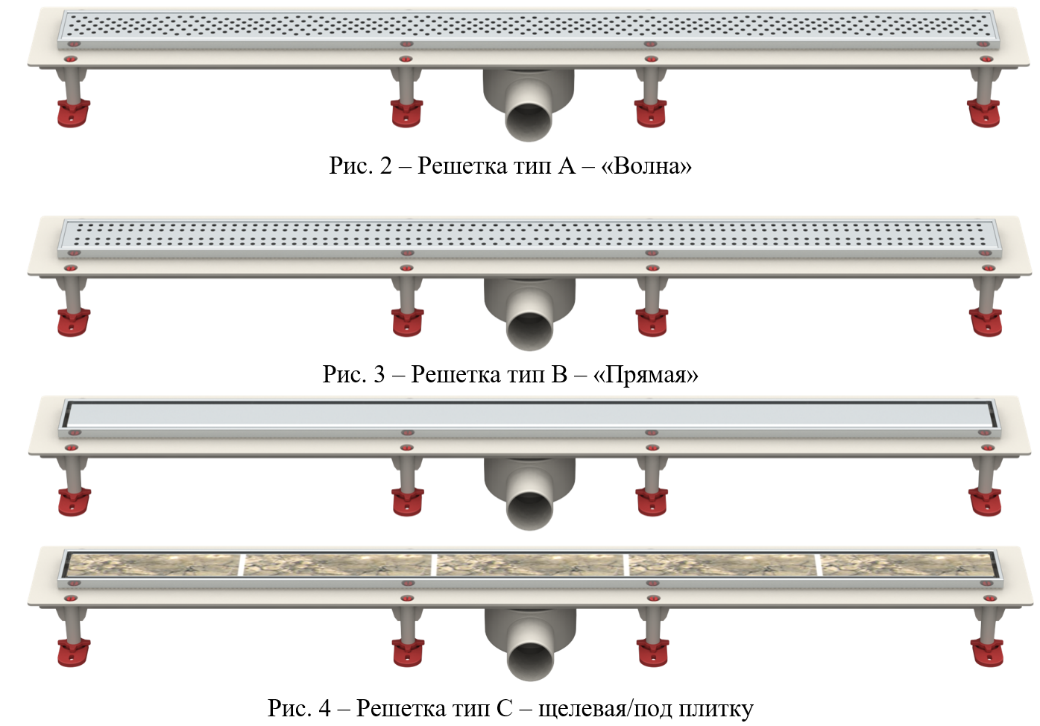 Рис. 2 – Решетка тип А – «Волна»
Рис. 3 – Решетка тип В – «Прямая»
Рис. 4 – Решетка тип С – щелевая/под плитку